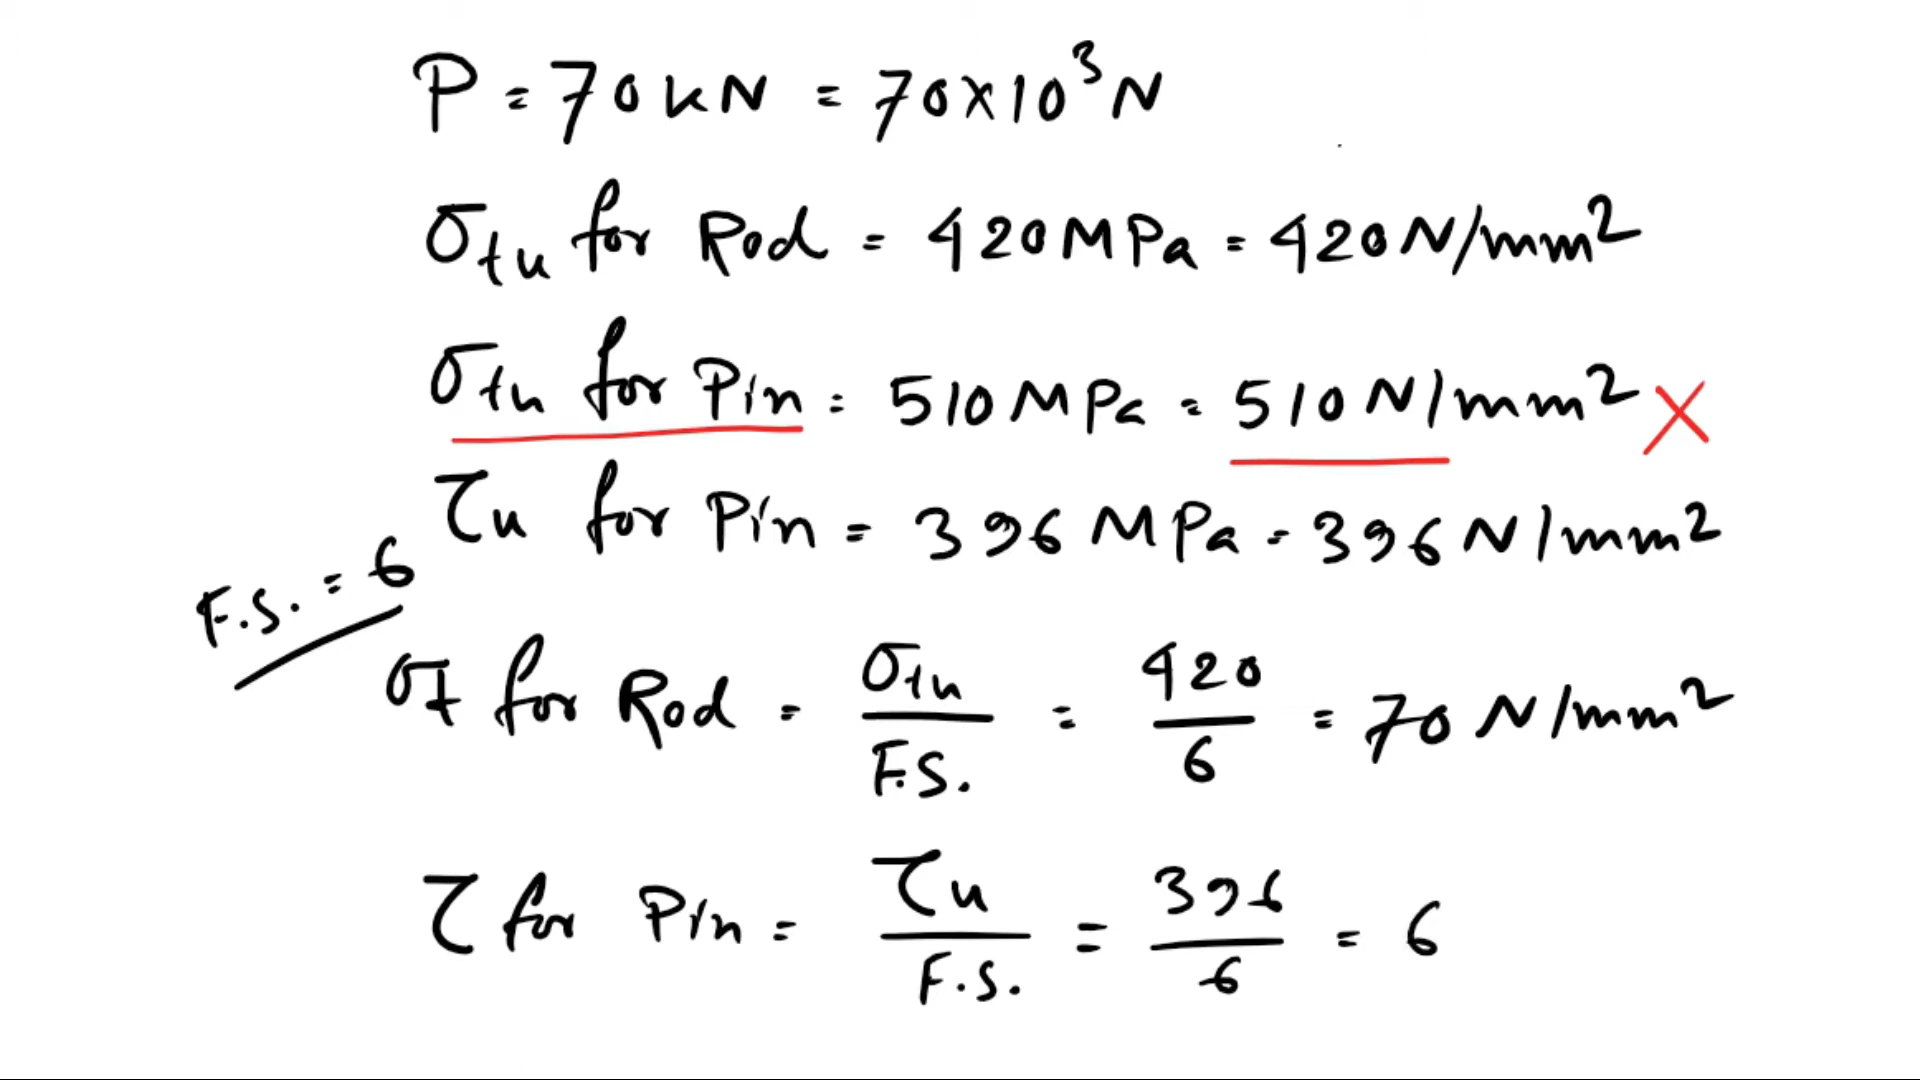 P = 70 kN = 70×10³ N
σtu for Rod = 420 MPa = 420 N/mm²
σtu for Pin = 510 MPa = 510 N/mm² ×
τu for Pin = 396 MPa = 396 N/mm²
F.S. = 6
σt for Rod = σtu / F.S. = 420 / 6 = 70 N/mm²
τ for Pin = τu / F.S. = 396 / 6 = 6